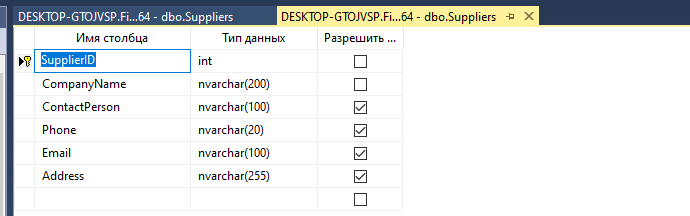 DESKTOP-GTOJVSP.Fi...64 - dbo.Suppliers DESKTOP-GTOJVSP.Fi...64 - dbo.Suppliers
Имя столбца Тип данных Разрешить ...
SupplierID int
CompanyName nvarchar(200)
ContactPerson nvarchar(100)
Phone nvarchar(20)
Email nvarchar(100)
Address nvarchar(255)